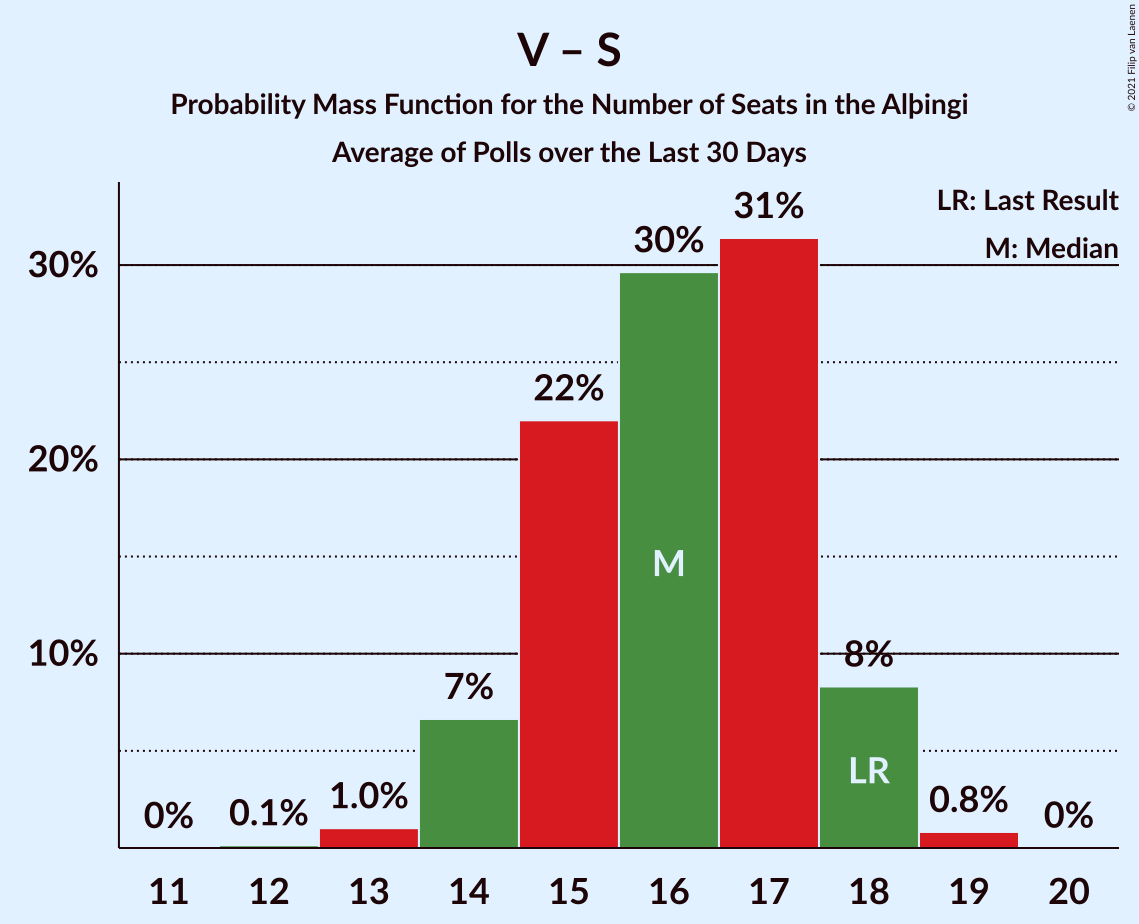 V – S
Probability Mass Function for the Number of Seats in the Alþingi
Average of Polls over the Last 30 Days
© 2021 Filip van Laenen
LR: Last Result
M: Median
30%
20%
10%
0%
0.1%
1.0%
7%
22%
30%
31%
8%
0.8%
0%
M
LR
11 12 13 14 15 16 17 18 19 20